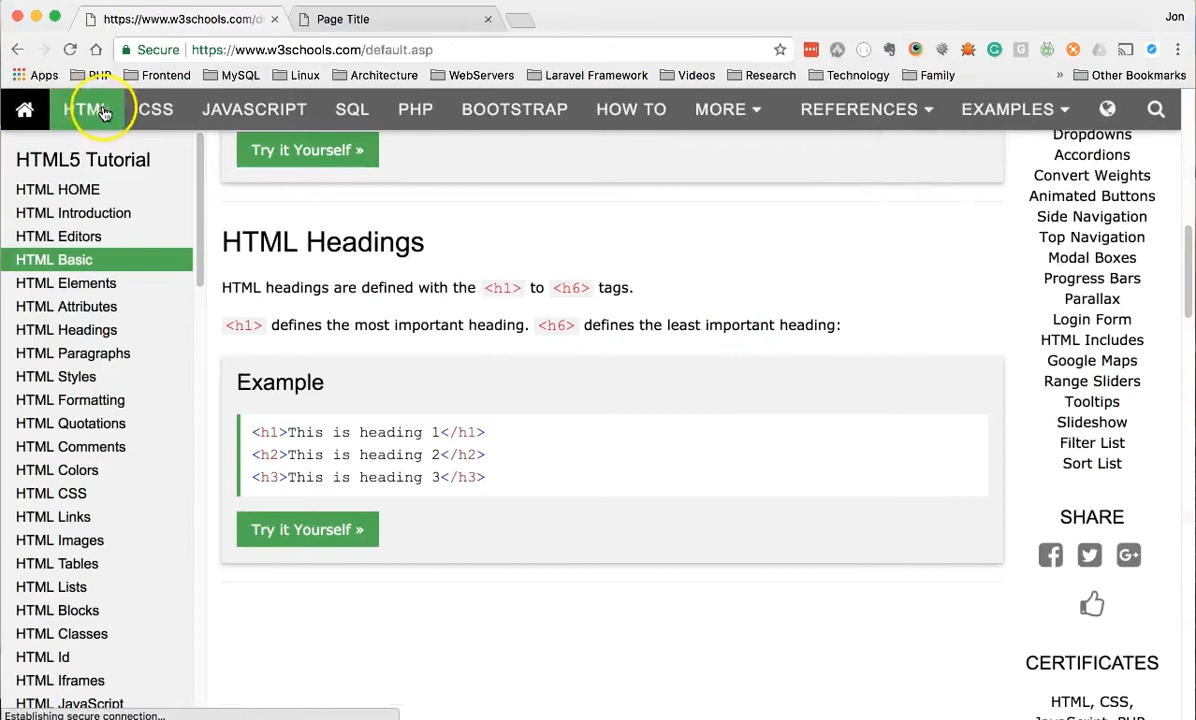 https://www.w3schools.com/d
Page Title
Jon
Secure https://www.w3schools.com/default.asp
Apps PHP Frontend MySQL Linux Architecture WebServers Laravel Framework Videos Research Technology Family » Other Bookmarks
HTML CSS JAVASCRIPT SQL PHP BOOTSTRAP HOW TO MORE REFERENCES EXAMPLES
HTML5 Tutorial
HTML HOME
HTML Introduction
HTML Editors
HTML Basic
HTML Elements
HTML Attributes
HTML Headings
HTML Paragraphs
HTML Styles
HTML Formatting
HTML Quotations
HTML Comments
HTML Colors
HTML CSS
HTML Links
HTML Images
HTML Tables
HTML Lists
HTML Blocks
HTML Classes
HTML Id
HTML Iframes
HTML JavaScript
Establishing secure connection...
Try it Yourself »
HTML Headings
HTML headings are defined with the <h1> to <h6> tags.
<h1> defines the most important heading. <h6> defines the least important heading:
Example
<h1>This is heading 1</h1>
<h2>This is heading 2</h2>
<h3>This is heading 3</h3>
Try it Yourself »
Dropdowns
Accordions
Convert Weights
Animated Buttons
Side Navigation
Top Navigation
Modal Boxes
Progress Bars
Parallax
Login Form
HTML Includes
Google Maps
Range Sliders
Tooltips
Slideshow
Filter List
Sort List
SHARE
CERTIFICATES
HTML, CSS,
JavaScript, PHP